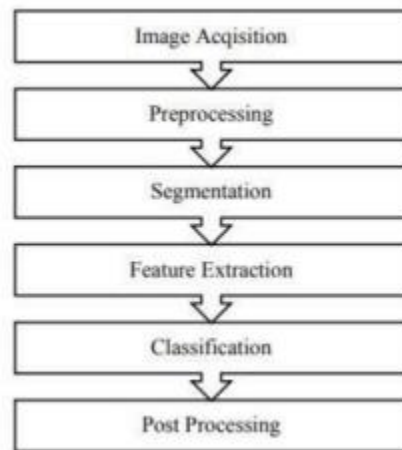 Image Acqisition
Preprocessing
Segmentation
Feature Extraction
Classification
Post Processing